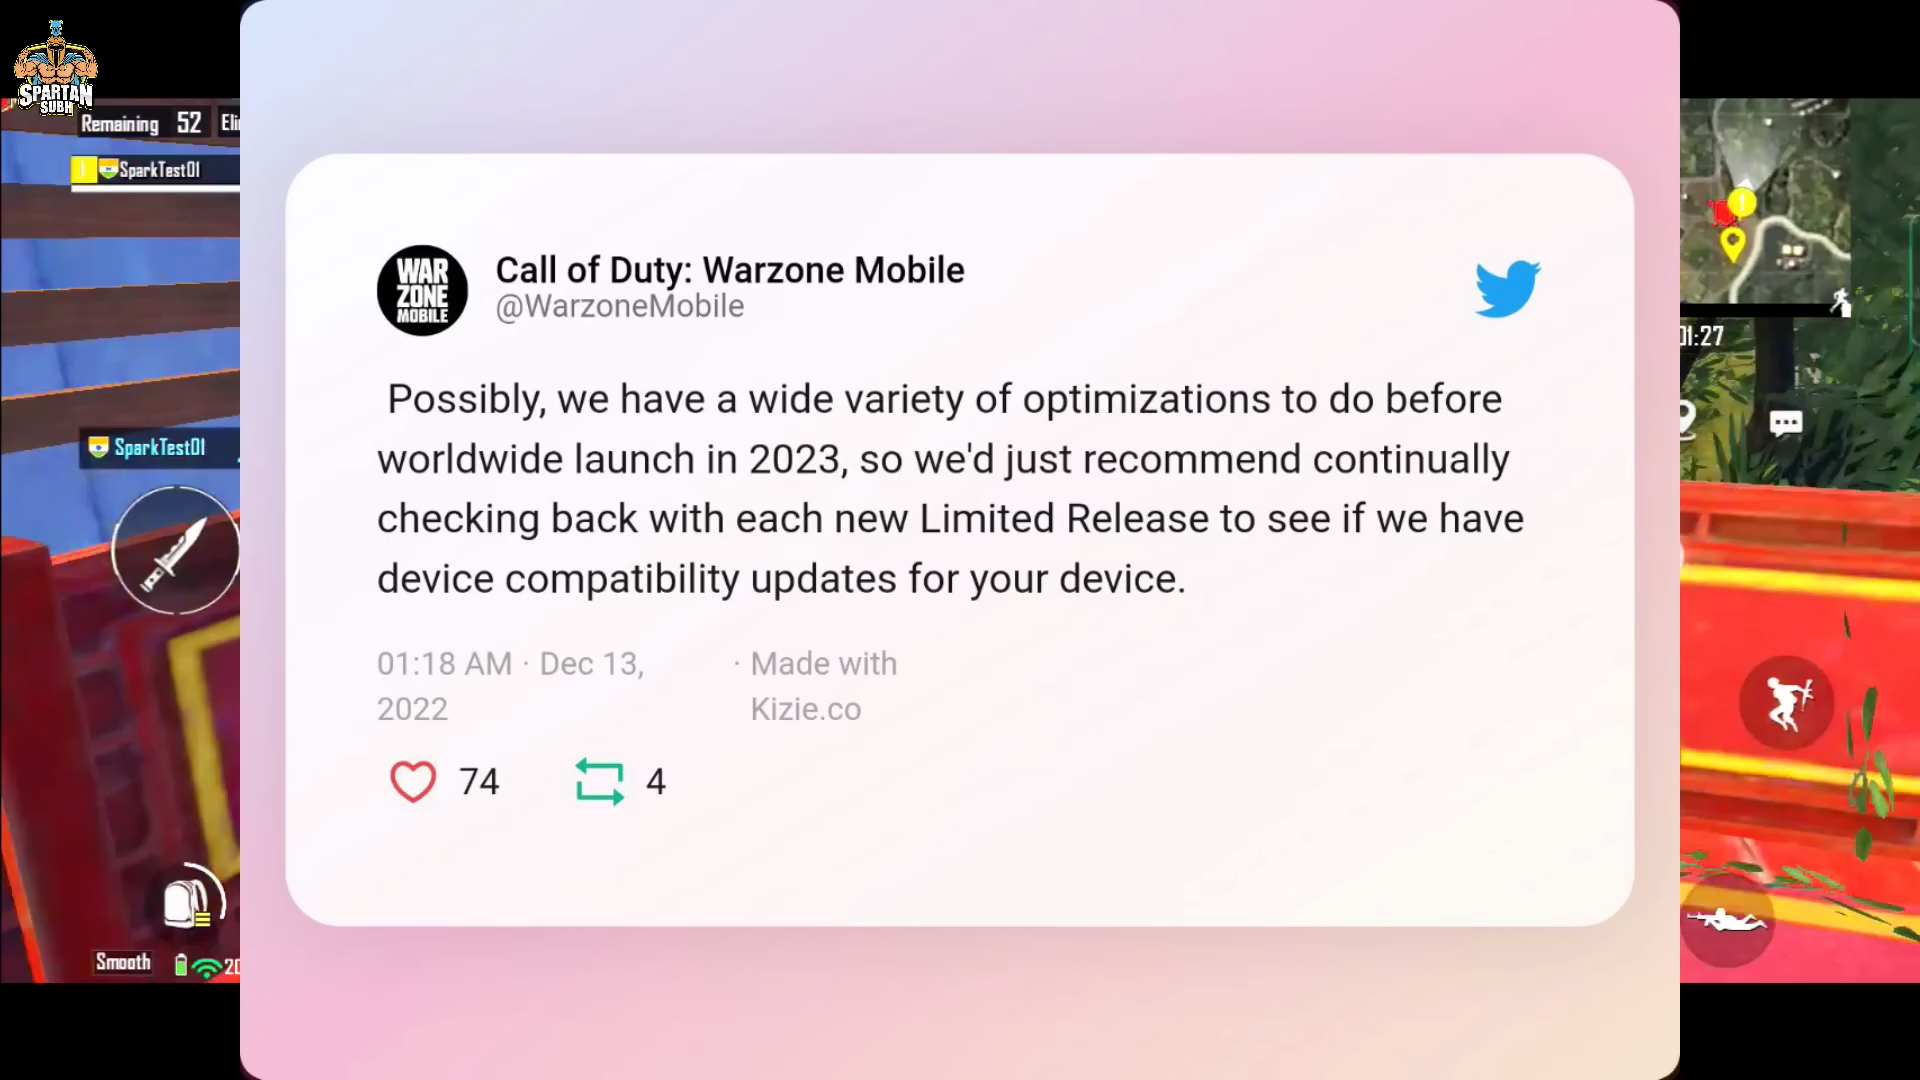 SPARTAN
SUBH
Remaining 52
SparkTest01
SparkTest01
Smooth
Call of Duty: Warzone Mobile
@WarzoneMobile
WAR
ZONE
MOBILE
Possibly, we have a wide variety of optimizations to do before
worldwide launch in 2023, so we'd just recommend continually
checking back with each new Limited Release to see if we have
device compatibility updates for your device.
01:18 AM · Dec 13,
2022
· Made with
Kizie.co
74
4
01:27